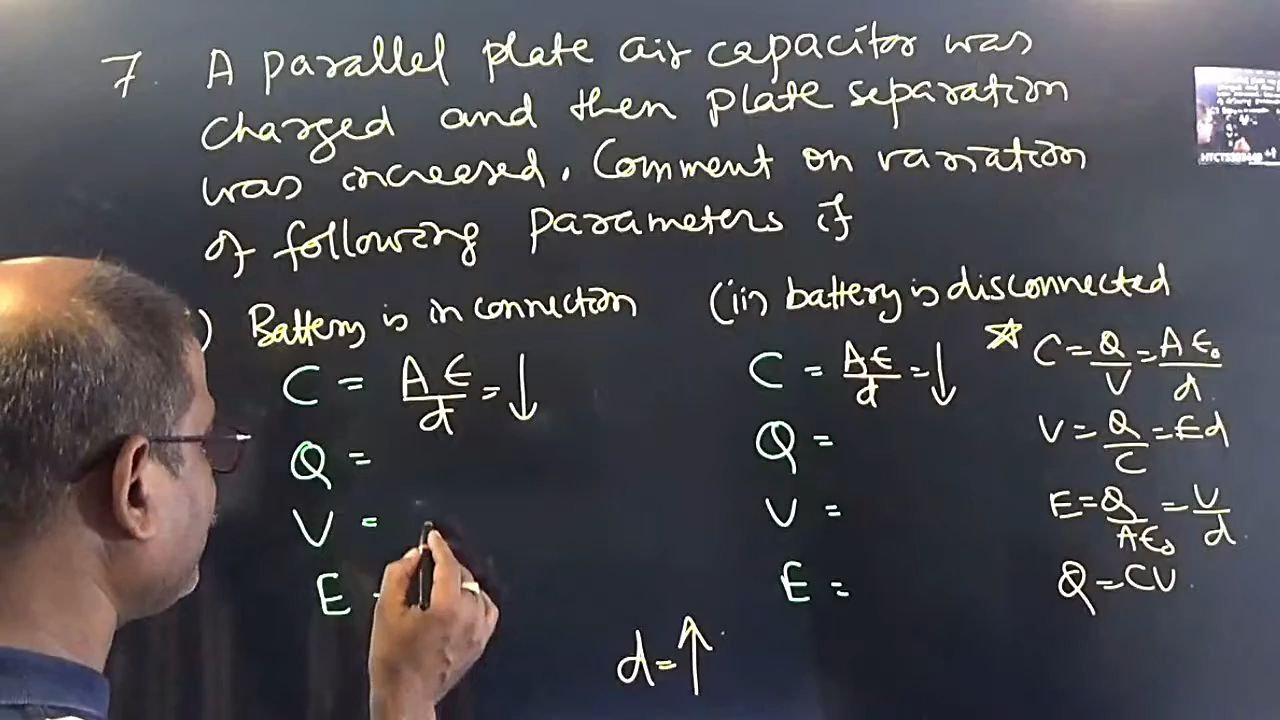 7. A parallel plate air capacitor was
charged and then plate separation
was increased. Comment on variation
of following parameters if
) Battery is in connection
(ii) battery is disconnected
C = Aε/d = ↓
Q =
V =
E
C = Aε/d = ↓
Q =
V =
E =
☆ C = Q/V = Aε₀/d
V = Q/C = Ed
E = Q/Aε₀ = V/d
Q = CV
d = ↑